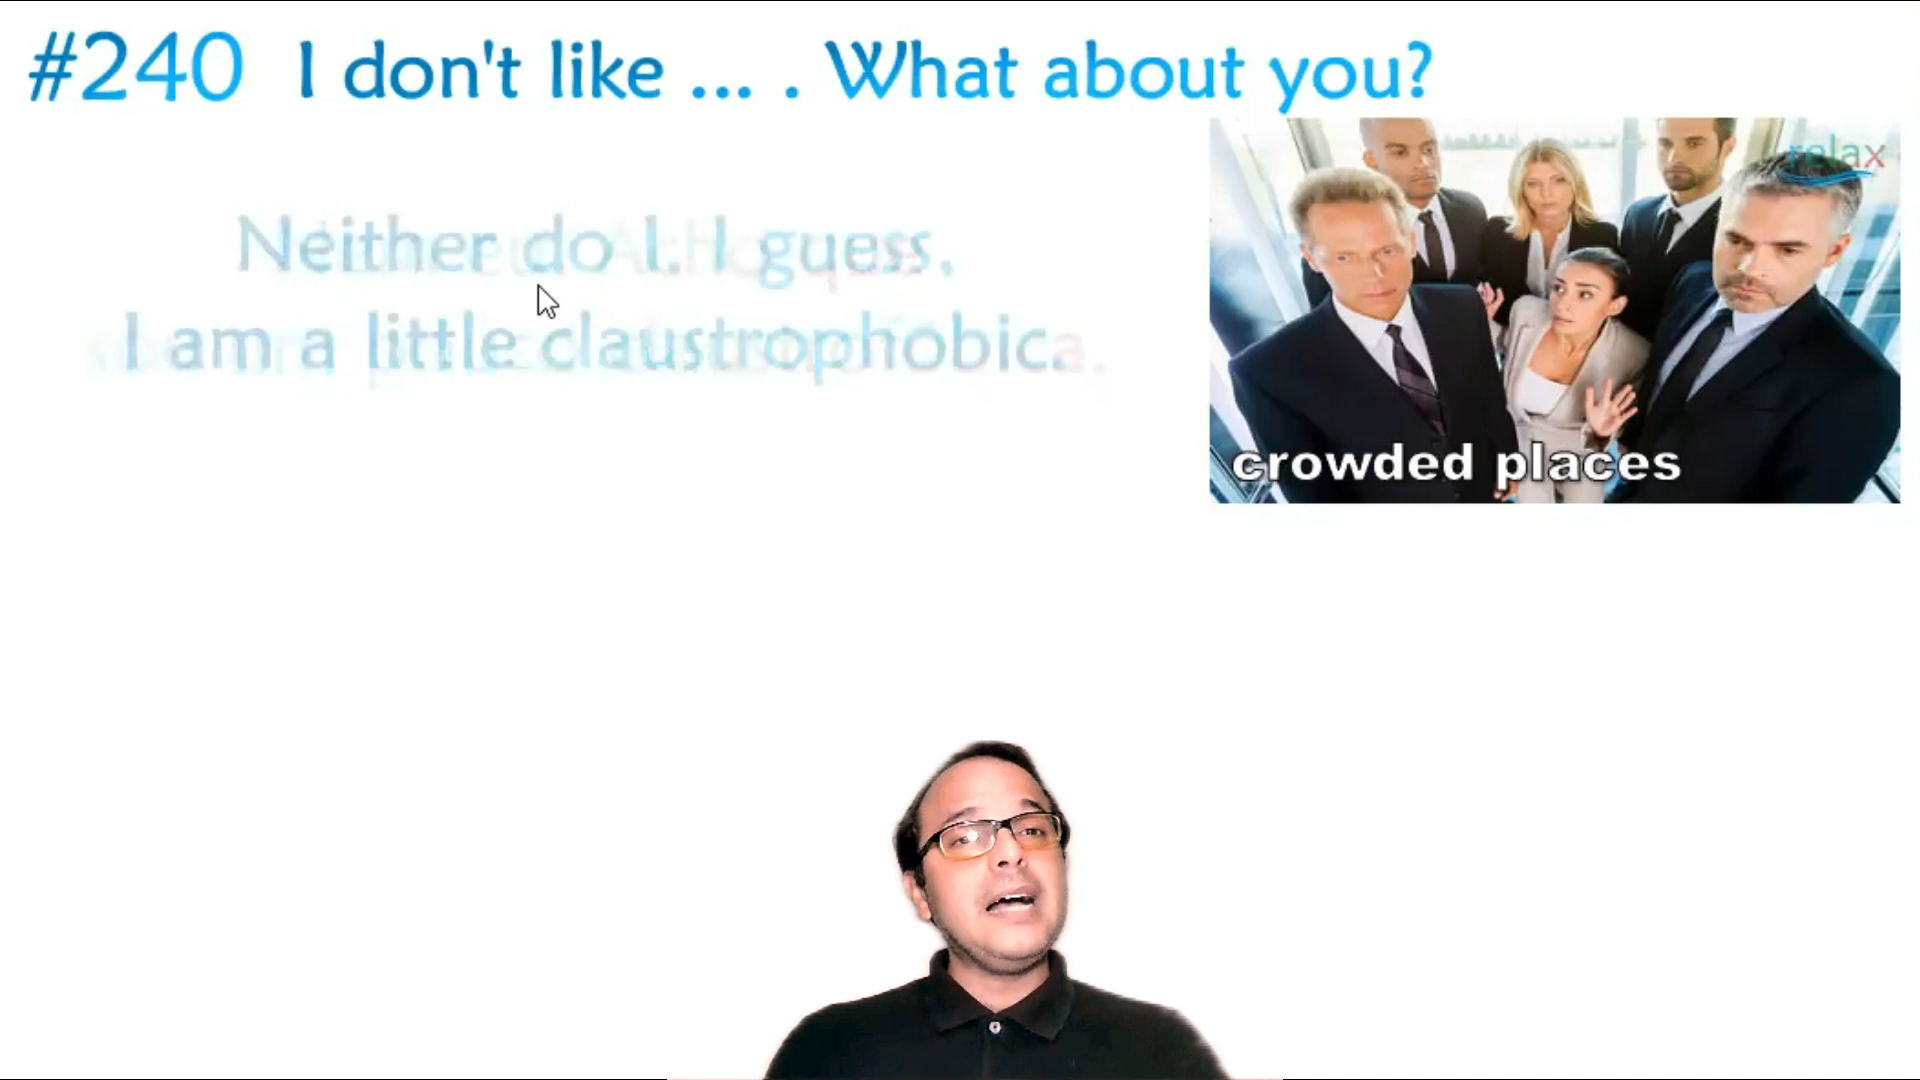 #240 I don't like ... . What about you?
relax
Neither do I. I guess.
I am a little claustrophobic.
crowded places